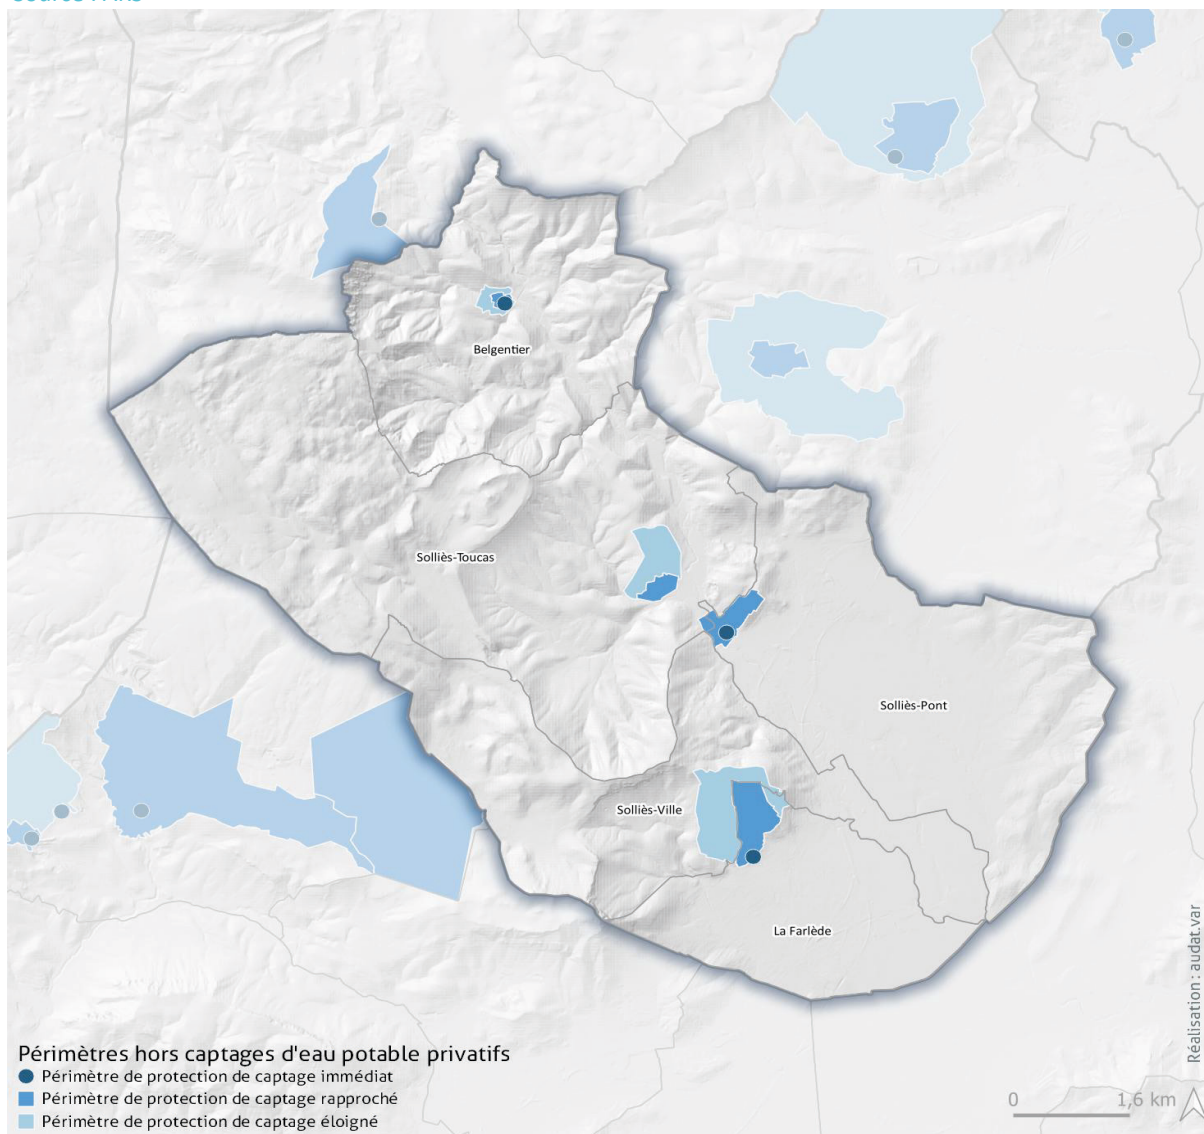 Belgentier
Solliès-Toucas
Solliès-Pont
Solliès-Ville
La Farlède
Réalisation : audat.var
Périmètres hors captages d'eau potable privatifs
Périmètre de protection de captage immédiat
Périmètre de protection de captage rapproché
Périmètre de protection de captage éloigné
0 1,6 km